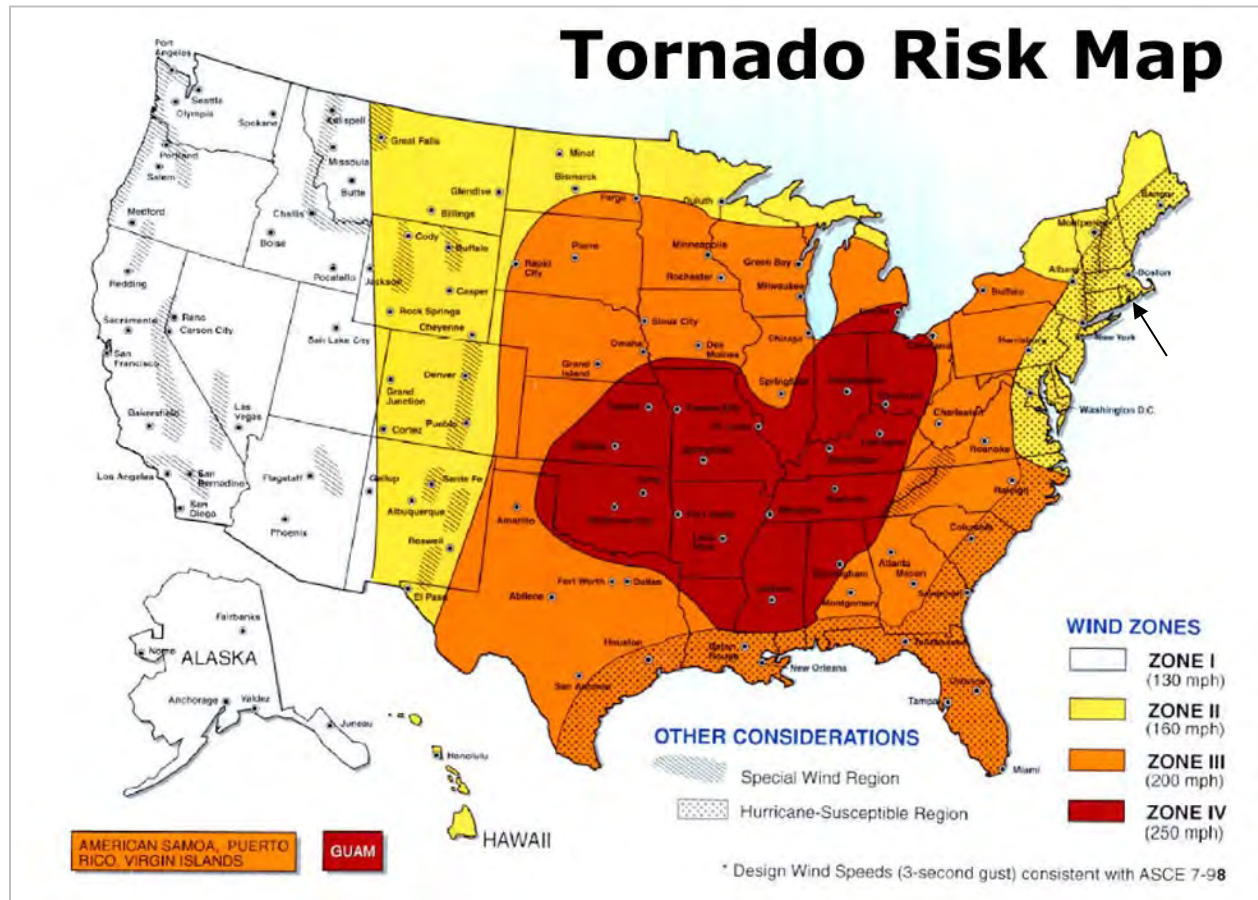 Tornado Risk Map
Port
Angeles
Seattle
Olympia
Spokane
Kalispell
Great Falls
Portland
Salem
Missoula
Butte
Glendive
Billings
Minot
Bismarck
Fargo
Duluth
Medford
Challis
Boise
Cody
Buffalo
Pierre
Minneapolis
Green Bay
Bangor
Montpelier
Redding
Pocatello
Jackson
Casper
Rapid
City
Rochester
Milwaukee
Buffalo
Albany
Boston
Sacramento
Reno
Carson City
Salt Lake City
Rock Springs
Cheyenne
Sioux City
Des
Moines
Chicago
Cleveland
Harrisburg
New York
San
Francisco
Grand
Junction
Denver
Grand
Island
Omaha
Springfield
Washington D.C.
Bakersfield
Las
Vegas
Cortez
Pueblo
Charleston
Roanoke
Los Angeles
San
Bernadino
Flagstaff
Gallup
Santa Fe
Raleigh
San
Diego
Phoenix
Albuquerque
Amarillo
Roswell
Columbia
Atlanta
Macon
El Paso
Fort Worth
Dallas
Abilene
Birmingham
Montgomery
Savannah
Houston
Baton
Rouge
New Orleans
Tallahassee
San Antonio
Orlando
Tampa
Miami
Fairbanks
Nome
ALASKA
Anchorage
Valdez
Juneau
Honolulu
HAWAII
AMERICAN SAMOA, PUERTO
RICO, VIRGIN ISLANDS
GUAM
OTHER CONSIDERATIONS
Special Wind Region
Hurricane-Susceptible Region
WIND ZONES
ZONE I
(130 mph)
ZONE II
(160 mph)
ZONE III
(200 mph)
ZONE IV
(250 mph)
* Design Wind Speeds (3-second gust) consistent with ASCE 7-98